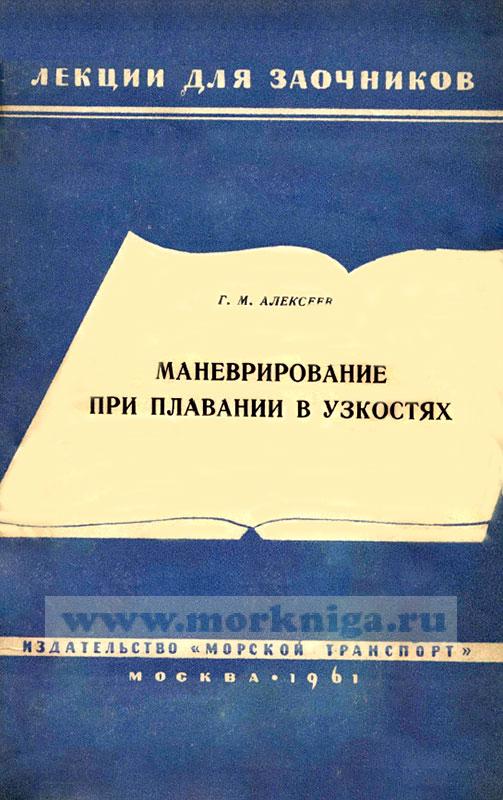 ЛЕКЦИИ ДЛЯ ЗАОЧНИКОВ
Г. М. АЛЕКСЕЕВ
МАНЕВРИРОВАНИЕ
ПРИ ПЛАВАНИИ В УЗКОСТЯХ
www.morkniga.ru
ИЗДАТЕЛЬСТВО «МОРСКОЙ ТРАНСПОРТ»
МОСКВА • 1961